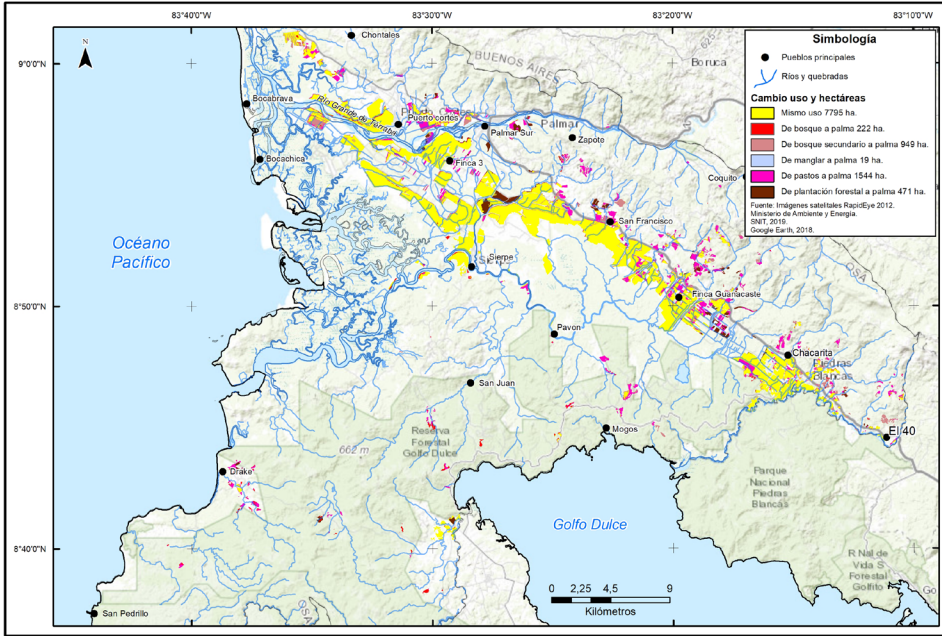 83°40'0"W
83°30'0"W
83°20'0"W
83°10'0"W
9°0'0"N
8°50'0"N
8°40'0"N
N
Simbología
Pueblos principales
Ríos y quebradas
Cambio uso y hectáreas
Mismo uso 7795 ha.
De bosque a palma 222 ha.
De bosque secundario a palma 949 ha.
De manglar a palma 19 ha.
De pastos a palma 1544 ha.
De plantación forestal a palma 471 ha.
Fuente: Imágenes satelitales RapidEye 2012.
Ministerio de Ambiente y Energia.
SNIT, 2019.
Google Earth, 2018.
Chontales
BUENOS AIRES
Boruca
Bocabrava
Río Grande de Térraba
Puerto cortes
Palmar
Palmar Sur
Zapote
Bocachica
Finca 3
Coquito
San Francisco
Océano
Pacífico
Sierpe
OSA
Finca Guanacaste
Pavon
Chacarita
Piedras
Blancas
San Juan
Mogos
El 40
Reserva
Forestal
Golfo Dulce
662 m
Drake
Parque
Nacional
Piedras
Blancas
Golfo Dulce
R Nal de
Vida S
Forestal
Golfito
Go
0 2,25 4,5 9
Kilómetros
San Pedrillo
OSA